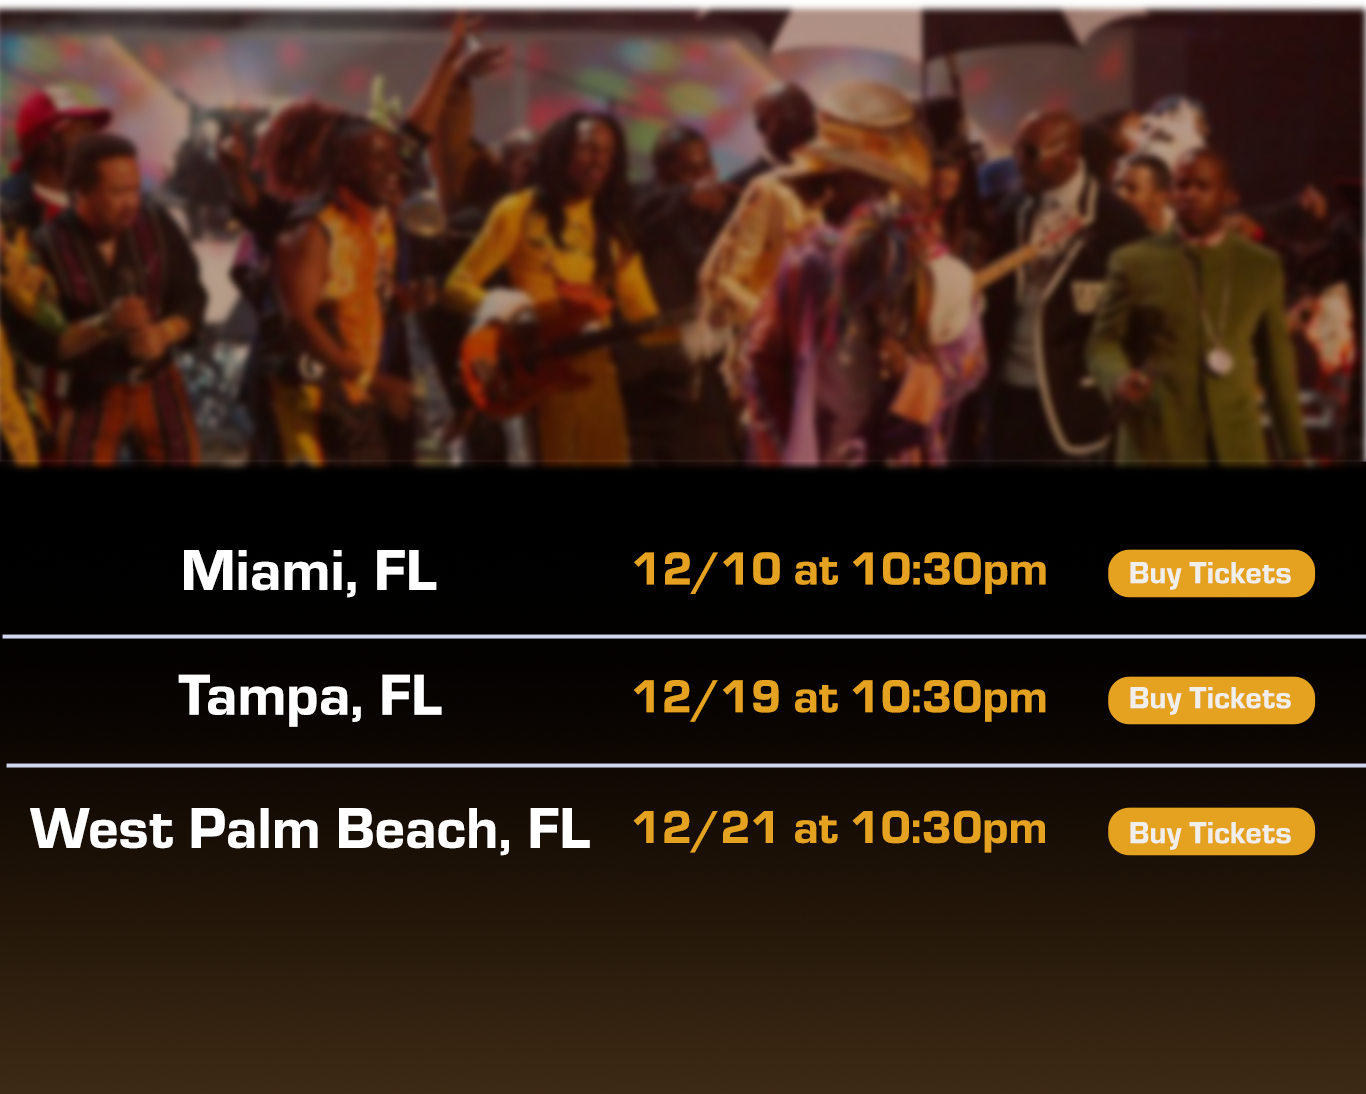 Miami, FL 12/10 at 10:30pm Buy Tickets
Tampa, FL 12/19 at 10:30pm Buy Tickets
West Palm Beach, FL 12/21 at 10:30pm Buy Tickets